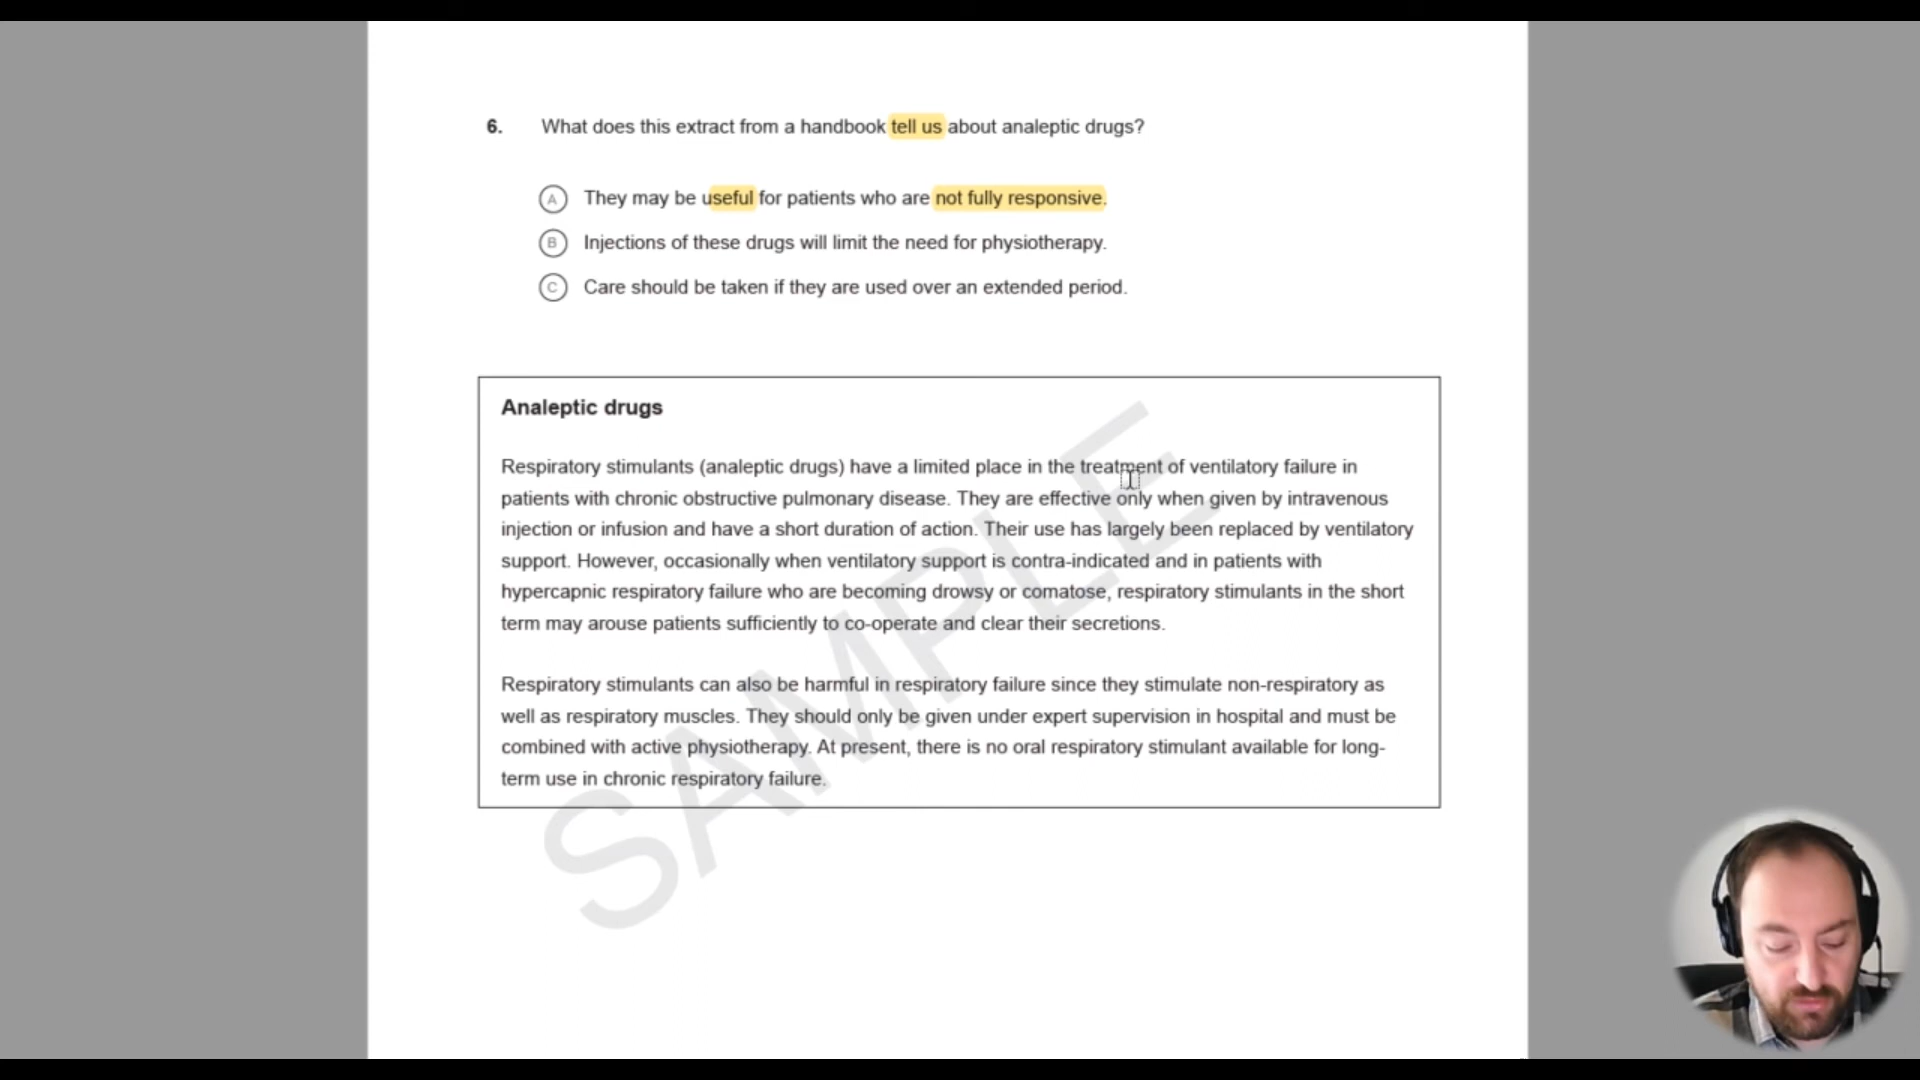 6. What does this extract from a handbook tell us about analeptic drugs?
A They may be useful for patients who are not fully responsive.
B Injections of these drugs will limit the need for physiotherapy.
C Care should be taken if they are used over an extended period.
Analeptic drugs
Respiratory stimulants (analeptic drugs) have a limited place in the treatment of ventilatory failure in
patients with chronic obstructive pulmonary disease. They are effective only when given by intravenous
injection or infusion and have a short duration of action. Their use has largely been replaced by ventilatory
support. However, occasionally when ventilatory support is contra-indicated and in patients with
hypercapnic respiratory failure who are becoming drowsy or comatose, respiratory stimulants in the short
term may arouse patients sufficiently to co-operate and clear their secretions.
Respiratory stimulants can also be harmful in respiratory failure since they stimulate non-respiratory as
well as respiratory muscles. They should only be given under expert supervision in hospital and must be
combined with active physiotherapy. At present, there is no oral respiratory stimulant available for long-
term use in chronic respiratory failure.
SAMPLE